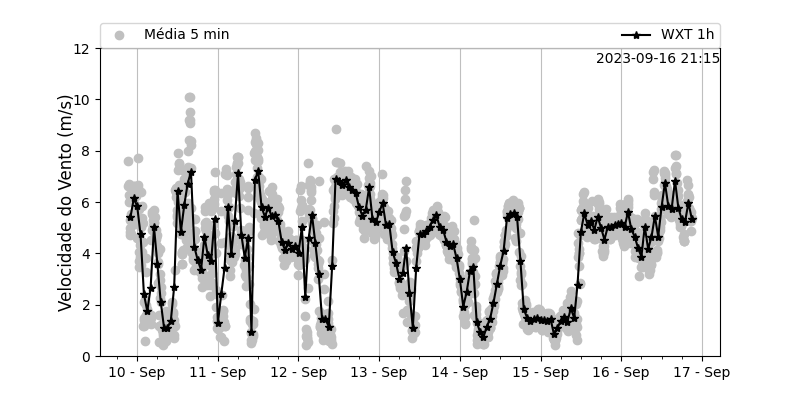 Média 5 min
WXT 1h
2023-09-16 21:15
Velocidade do Vento (m/s)
12
10
8
6
4
2
0
10 - Sep
11 - Sep
12 - Sep
13 - Sep
14 - Sep
15 - Sep
16 - Sep
17 - Sep